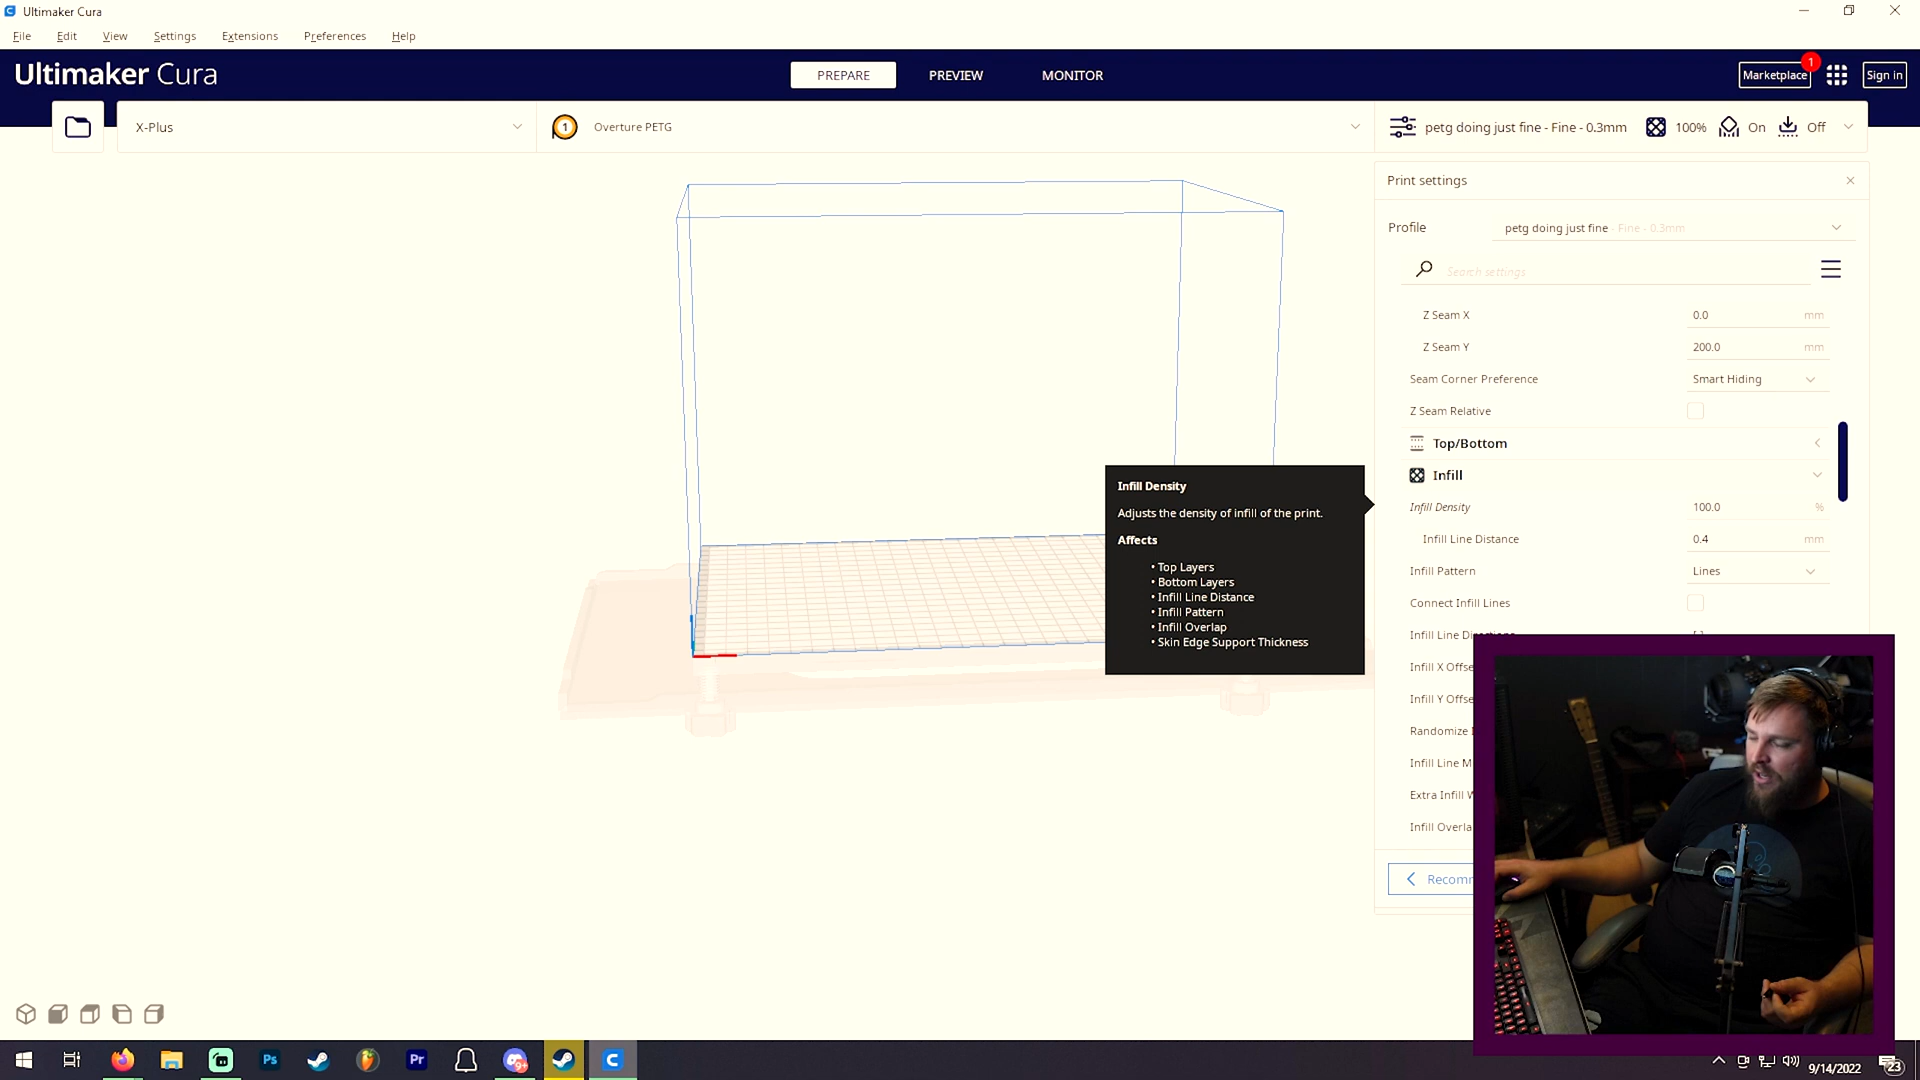 Ultimaker Cura
File Edit View Settings Extensions Preferences Help
Ultimaker Cura
PREPARE PREVIEW MONITOR
Marketplace 1 Sign in
X-Plus
1 Overture PETG
petg doing just fine - Fine - 0.3mm 100% On Off
Print settings
Profile petg doing just fine - Fine - 0.3mm
Search settings
Z Seam X 0.0 mm
Z Seam Y 200.0 mm
Seam Corner Preference Smart Hiding
Z Seam Relative
Top/Bottom
Infill
Infill Density 100.0 %
Infill Line Distance 0.4 mm
Infill Pattern Lines
Connect Infill Lines
Infill Line Directions [ ]
Infill X Offse
Infill Y Offse
Randomize
Infill Line M
Extra Infill W
Infill Overla
Recomm
Infill Density
Adjusts the density of infill of the print.
Affects
• Top Layers
• Bottom Layers
• Infill Line Distance
• Infill Pattern
• Infill Overlap
• Skin Edge Support Thickness
Ps
Pr
9+
C
9/14/2022
23